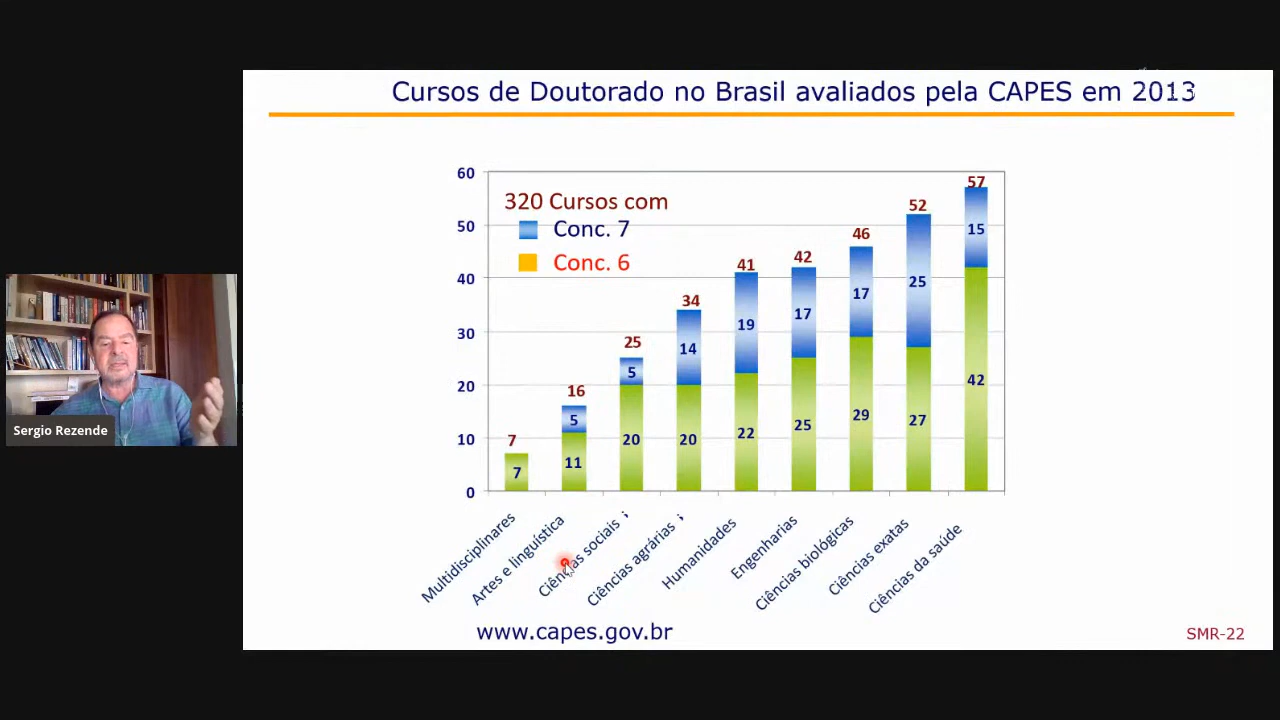 Cursos de Doutorado no Brasil avaliados pela CAPES em 2013
320 Cursos com
Conc. 7
Conc. 6
60
50
40
30
20
10
0
7
7
16
5
11
25
5
20
34
14
20
41
19
22
42
17
25
46
17
29
52
25
27
57
15
42
Multidisciplinares
Artes e linguística
Ciências sociais
Ciências agrárias
Humanidades
Engenharias
Ciências biológicas
Ciências exatas
Ciências da saúde
www.capes.gov.br
SMR-22
Sergio Rezende